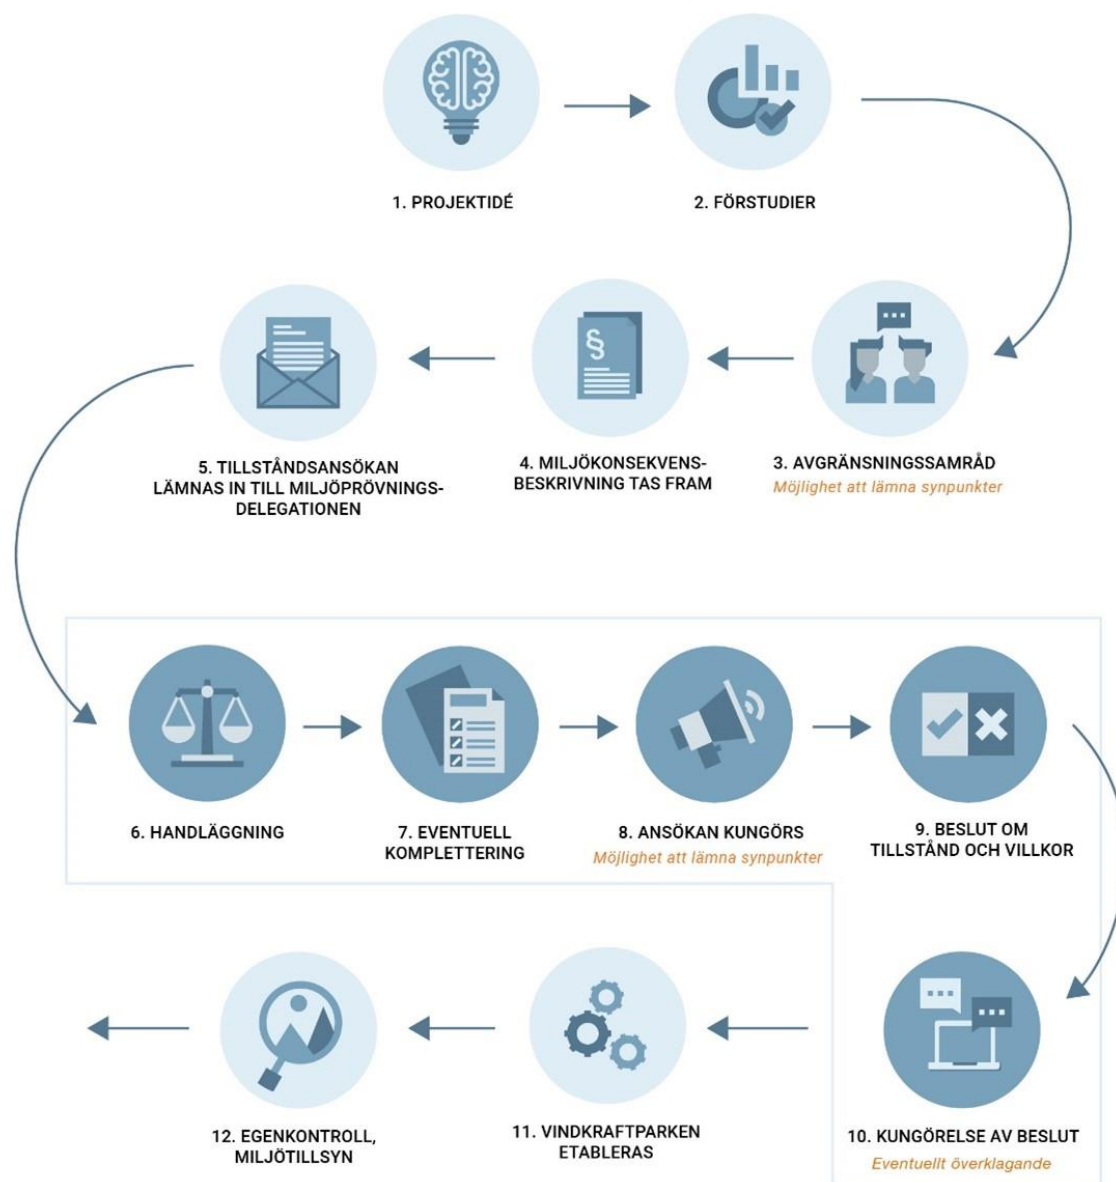 1. PROJEKTIDÉ
2. FÖRSTUDIER
3. AVGRÄNSNINGSSAMRÅD
Möjlighet att lämna synpunkter
§
4. MILJÖKONSEKVENS-
BESKRIVNING TAS FRAM
5. TILLSTÅNDSANSÖKAN
LÄMNAS IN TILL MILJÖPRÖVNINGS-
DELEGATIONEN
6. HANDLÄGGNING
7. EVENTUELL
KOMPLETTERING
8. ANSÖKAN KUNGÖRS
Möjlighet att lämna synpunkter
9. BESLUT OM
TILLSTÅND OCH VILLKOR
10. KUNGÖRELSE AV BESLUT
Eventuellt överklagande
11. VINDKRAFTPARKEN
ETABLERAS
12. EGENKONTROLL,
MILJÖTILLSYN